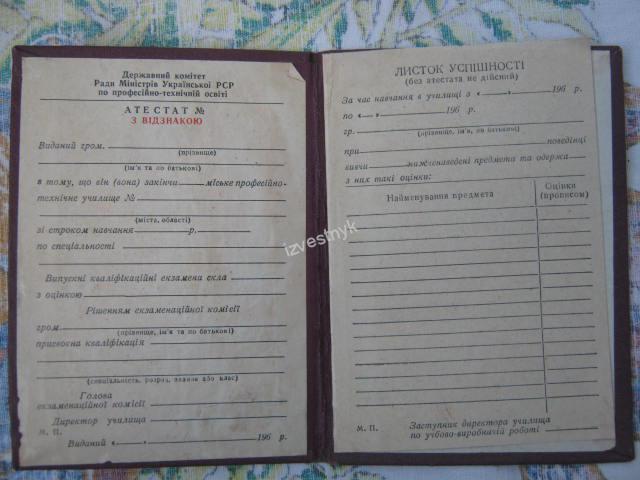 Державний комітет
Ради Міністрів Української РСР
по професійно-технічній освіті
АТЕСТАТ №
З ВІДЗНАКОЮ
Виданий гром.
(прізвище)
(ім'я та по батькові)
в тому, що він (вона) закінчи міське професійно-
технічне училище №
(міста, області)
зі строком навчання р.
по спеціальності
Випускні кваліфікаційні екзамени скла
з оцінкою
Рішенням екзаменаційної комісії
гром.
(прізвище, ім'я та по батькові)
присвоєна кваліфікація
(спеціальність, розряд, звання або клас)
Голова
екзаменаційної комісії
Директор училища
М. П.
Виданий « » 196 р.
ЛИСТОК УСПІШНОСТІ
(без атестата не дійсний)
За час навчання в училищі з « » 196 р.
по « » 196 р.
гр.
(прізвище, ім'я, по батькові)
при поведінці
вивчи нижченаведені предмети та одержа
з них такі оцінки:
Найменування предмета
Оцінки
(прописом)
М. П.
Заступник директора училища
по учбово-виробничій роботі
izvestnyk